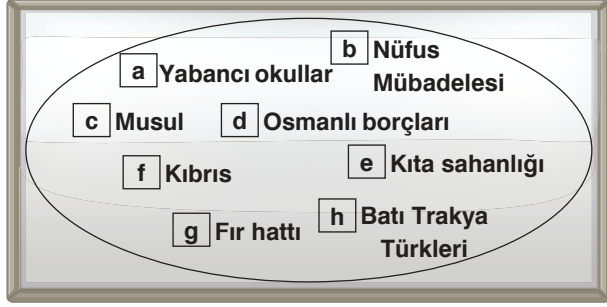 a Yabancı okullar
b Nüfus
Mübadelesi
c Musul
d Osmanlı borçları
f Kıbrıs
e Kıta sahanlığı
g Fır hattı
h Batı Trakya
Türkleri